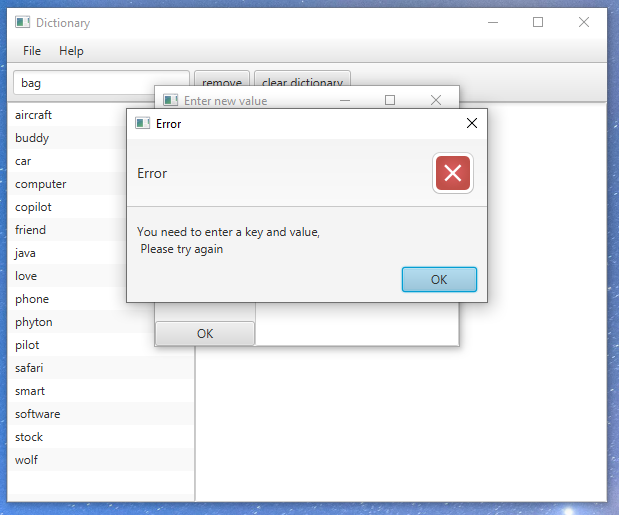 Dictionary
File Help
bag remove clear dictionary
Enter new value
Error
Error
You need to enter a key and value,
Please try again
OK
OK
aircraft
buddy
car
computer
copilot
friend
java
love
phone
phyton
pilot
safari
smart
software
stock
wolf